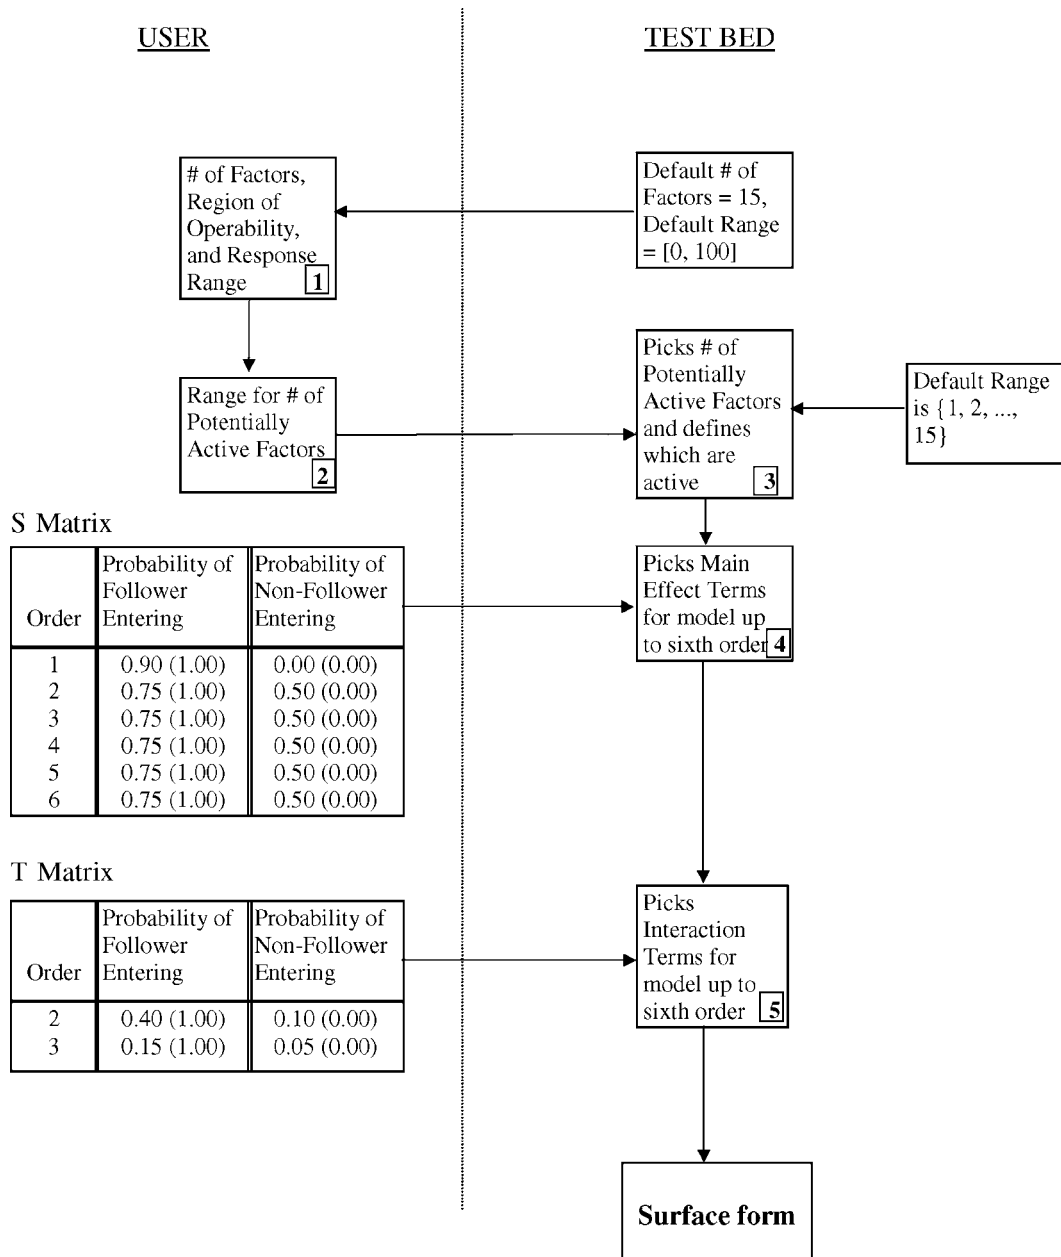 USER
TEST BED
# of Factors,
Region of
Operability,
and Response
Range
1
Default # of
Factors = 15,
Default Range
= [0, 100]
Range for # of
Potentially
Active Factors
2
Picks # of
Potentially
Active Factors
and defines
which are
active
3
Default Range
is {1, 2, ...,
15}
S Matrix
Order
Probability of
Follower
Entering
Probability of
Non-Follower
Entering
1 0.90 (1.00) 0.00 (0.00)
2 0.75 (1.00) 0.50 (0.00)
3 0.75 (1.00) 0.50 (0.00)
4 0.75 (1.00) 0.50 (0.00)
5 0.75 (1.00) 0.50 (0.00)
6 0.75 (1.00) 0.50 (0.00)
Picks Main
Effect Terms
for model up
to sixth order
4
T Matrix
Order
Probability of
Follower
Entering
Probability of
Non-Follower
Entering
2 0.40 (1.00) 0.10 (0.00)
3 0.15 (1.00) 0.05 (0.00)
Picks
Interaction
Terms for
model up to
sixth order
5
Surface form